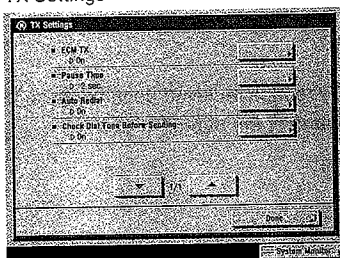 TX Settings
TX Settings
ECM TX
On
Pause Time
2 sec.
Auto Redial
On
Check Dial Tone Before Sending
On
1/1
Done
System Monitor